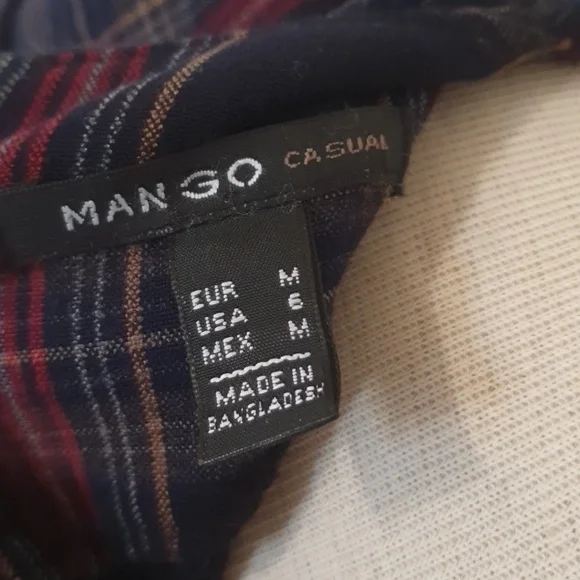 MANGO CASUAL
EUR M
USA 6
MEX M
MADE IN
BANGLADESH